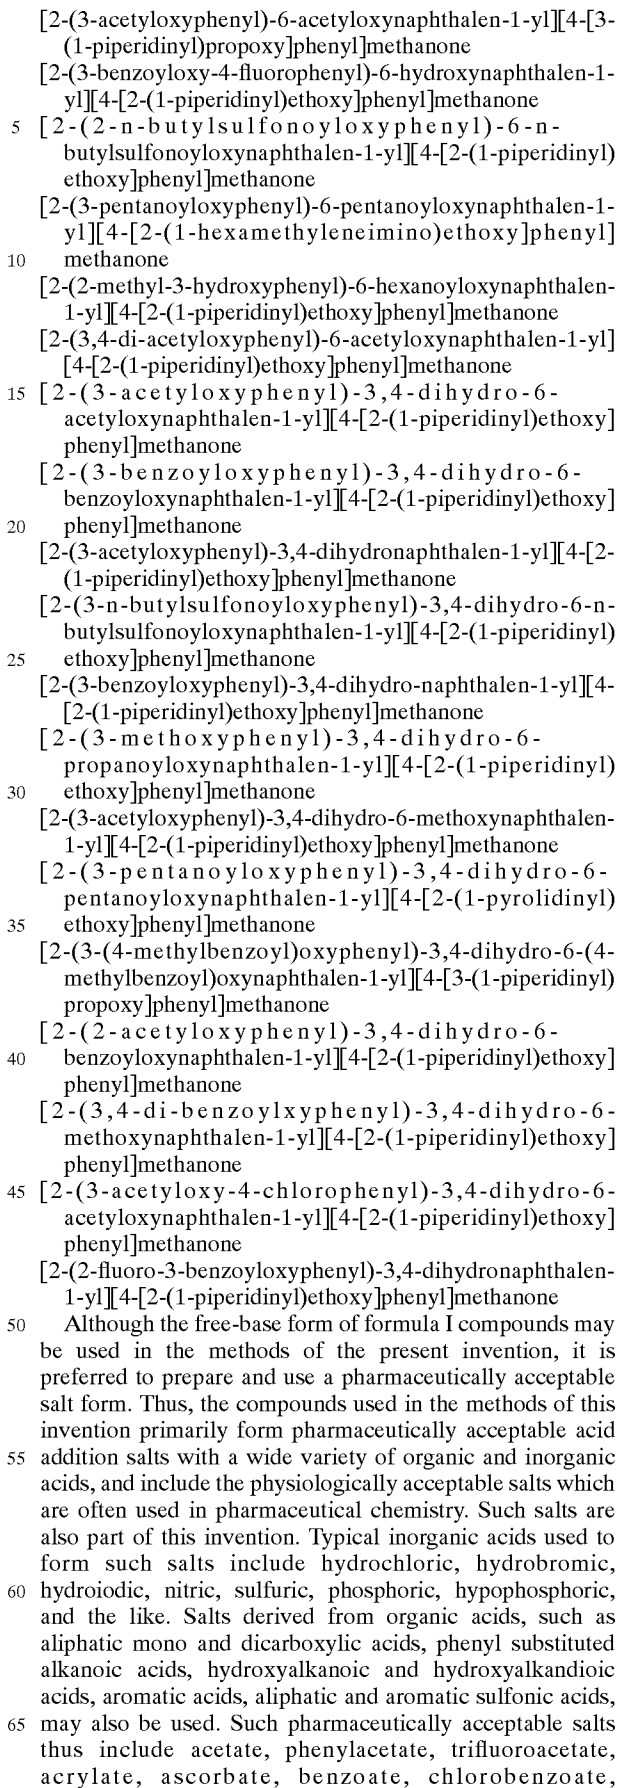 [2-(3-acetyloxyphenyl)-6-acetyloxynaphthalen-1-yl][4-[3-
(1-piperidinyl)propoxy]phenyl]methanone
[2-(3-benzoyloxy-4-fluorophenyl)-6-hydroxynaphthalen-1-
yl][4-[2-(1-piperidinyl)ethoxy]phenyl]methanone
5 [2-(2-n-butylsulfonoyloxyphenyl)-6-n-
butylsulfonoyloxynaphthalen-1-yl][4-[2-(1-piperidinyl)
ethoxy]phenyl]methanone
[2-(3-pentanoyloxyphenyl)-6-pentanoyloxynaphthalen-1-
yl][4-[2-(1-hexamethyleneimino)ethoxy]phenyl]
10 methanone
[2-(2-methyl-3-hydroxyphenyl)-6-hexanoyloxynaphthalen-
1-yl][4-[2-(1-piperidinyl)ethoxy]phenyl]methanone
[2-(3,4-di-acetyloxyphenyl)-6-acetyloxynaphthalen-1-yl]
[4-[2-(1-piperidinyl)ethoxy]phenyl]methanone
15 [2-(3-acetyloxyphenyl)-3,4-dihydro-6-
acetyloxynaphthalen-1-yl][4-[2-(1-piperidinyl)ethoxy]
phenyl]methanone
[2-(3-benzoyloxyphenyl)-3,4-dihydro-6-
benzoyloxynaphthalen-1-yl][4-[2-(1-piperidinyl)ethoxy]
20 phenyl]methanone
[2-(3-acetyloxyphenyl)-3,4-dihydronaphthalen-1-yl][4-[2-
(1-piperidinyl)ethoxy]phenyl]methanone
[2-(3-n-butylsulfonoyloxyphenyl)-3,4-dihydro-6-n-
butylsulfonoyloxynaphthalen-1-yl][4-[2-(1-piperidinyl)
25 ethoxy]phenyl]methanone
[2-(3-benzoyloxyphenyl)-3,4-dihydro-naphthalen-1-yl][4-
[2-(1-piperidinyl)ethoxy]phenyl]methanone
[2-(3-methoxyphenyl)-3,4-dihydro-6-
propanoyloxynaphthalen-1-yl][4-[2-(1-piperidinyl)
30 ethoxy]phenyl]methanone
[2-(3-acetyloxyphenyl)-3,4-dihydro-6-methoxynaphthalen-
1-yl][4-[2-(1-piperidinyl)ethoxy]phenyl]methanone
[2-(3-pentanoyloxyphenyl)-3,4-dihydro-6-
pentanoyloxynaphthalen-1-yl][4-[2-(1-pyrolidinyl)
35 ethoxy]phenyl]methanone
[2-(3-(4-methylbenzoyl)oxyphenyl)-3,4-dihydro-6-(4-
methylbenzoyl)oxynaphthalen-1-yl][4-[3-(1-piperidinyl)
propoxy]phenyl]methanone
[2-(2-acetyloxyphenyl)-3,4-dihydro-6-
40 benzoyloxynaphthalen-1-yl][4-[2-(1-piperidinyl)ethoxy]
phenyl]methanone
[2-(3,4-di-benzoylxyphenyl)-3,4-dihydro-6-
methoxynaphthalen-1-yl][4-[2-(1-piperidinyl)ethoxy]
phenyl]methanone
45 [2-(3-acetyloxy-4-chlorophenyl)-3,4-dihydro-6-
acetyloxynaphthalen-1-yl][4-[2-(1-piperidinyl)ethoxy]
phenyl]methanone
[2-(2-fluoro-3-benzoyloxyphenyl)-3,4-dihydronaphthalen-
1-yl][4-[2-(1-piperidinyl)ethoxy]phenyl]methanone
50 Although the free-base form of formula I compounds may
be used in the methods of the present invention, it is
preferred to prepare and use a pharmaceutically acceptable
salt form. Thus, the compounds used in the methods of this
invention primarily form pharmaceutically acceptable acid
55 addition salts with a wide variety of organic and inorganic
acids, and include the physiologically acceptable salts which
are often used in pharmaceutical chemistry. Such salts are
also part of this invention. Typical inorganic acids used to
form such salts include hydrochloric, hydrobromic,
60 hydroiodic, nitric, sulfuric, phosphoric, hypophosphoric,
and the like. Salts derived from organic acids, such as
aliphatic mono and dicarboxylic acids, phenyl substituted
alkanoic acids, hydroxyalkanoic and hydroxyalkandioic
acids, aromatic acids, aliphatic and aromatic sulfonic acids,
65 may also be used. Such pharmaceutically acceptable salts
thus include acetate, phenylacetate, trifluoroacetate,
acrylate, ascorbate, benzoate, chlorobenzoate,